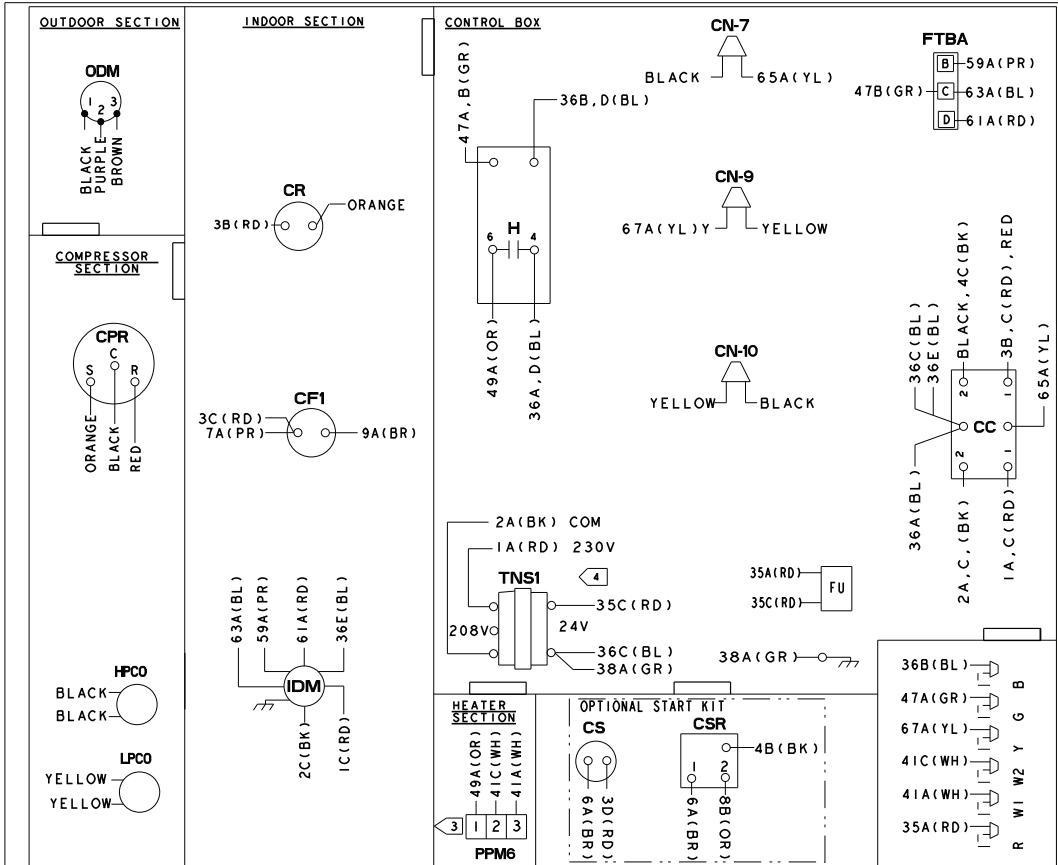 OUTDOOR SECTION
ODM
1 2 3
BLACK
PURPLE
BROWN
COMPRESSOR
SECTION
CPR
C
S R
ORANGE
BLACK
RED
HPCO
BLACK
BLACK
LPCO
YELLOW
YELLOW
INDOOR SECTION
CR
3B(RD)
ORANGE
CF1
3C(RD)
7A(PR)
9A(BR)
63A(BL)
59A(PR)
61A(RD)
36E(BL)
IDM
2C(BK)
1C(RD)
CONTROL BOX
47A,B(GR)
36B,D(BL)
H
6 4
49A(OR)
36A,D(BL)
CN-7
BLACK
65A(YL)
CN-9
67A(YL)Y
YELLOW
CN-10
YELLOW
BLACK
FTBA
B 59A(PR)
47B(GR) C 63A(BL)
D 61A(RD)
36C(BL)
36E(BL)
BLACK,4C(BK)
3B,C(RD),RED
65A(YL)
2 1
CC
2 1
36A(BL)
2A,C,(BK)
1A,C(RD)
2A(BK) COM
1A(RD) 230V
TNS1
4
208V
24V
35C(RD)
36C(BL)
38A(GR)
35A(RD)
35C(RD)
FU
38A(GR)
HEATER
SECTION
49A(OR)
41C(WH)
41A(WH)
3
1 2 3
PPM6
OPTIONAL START KIT
CS
6A(BR)
3D(RD)
CSR
4B(BK)
1 2
6A(BR)
8B(OR)
36B(BL) B
47A(GR) G
67A(YL) Y
41C(WH) W2
41A(WH) W1
35A(RD) R